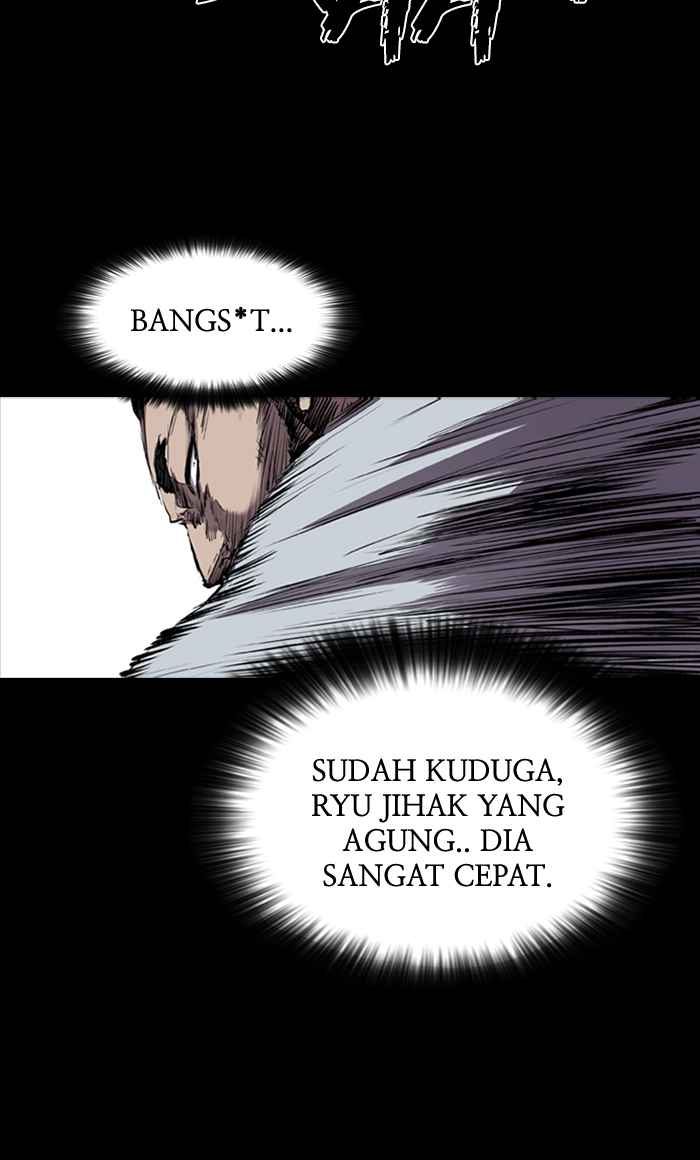 BANGS*T...
SUDAH KUDUGA,
RYU JIHAK YANG
AGUNG.. DIA
SANGAT CEPAT.